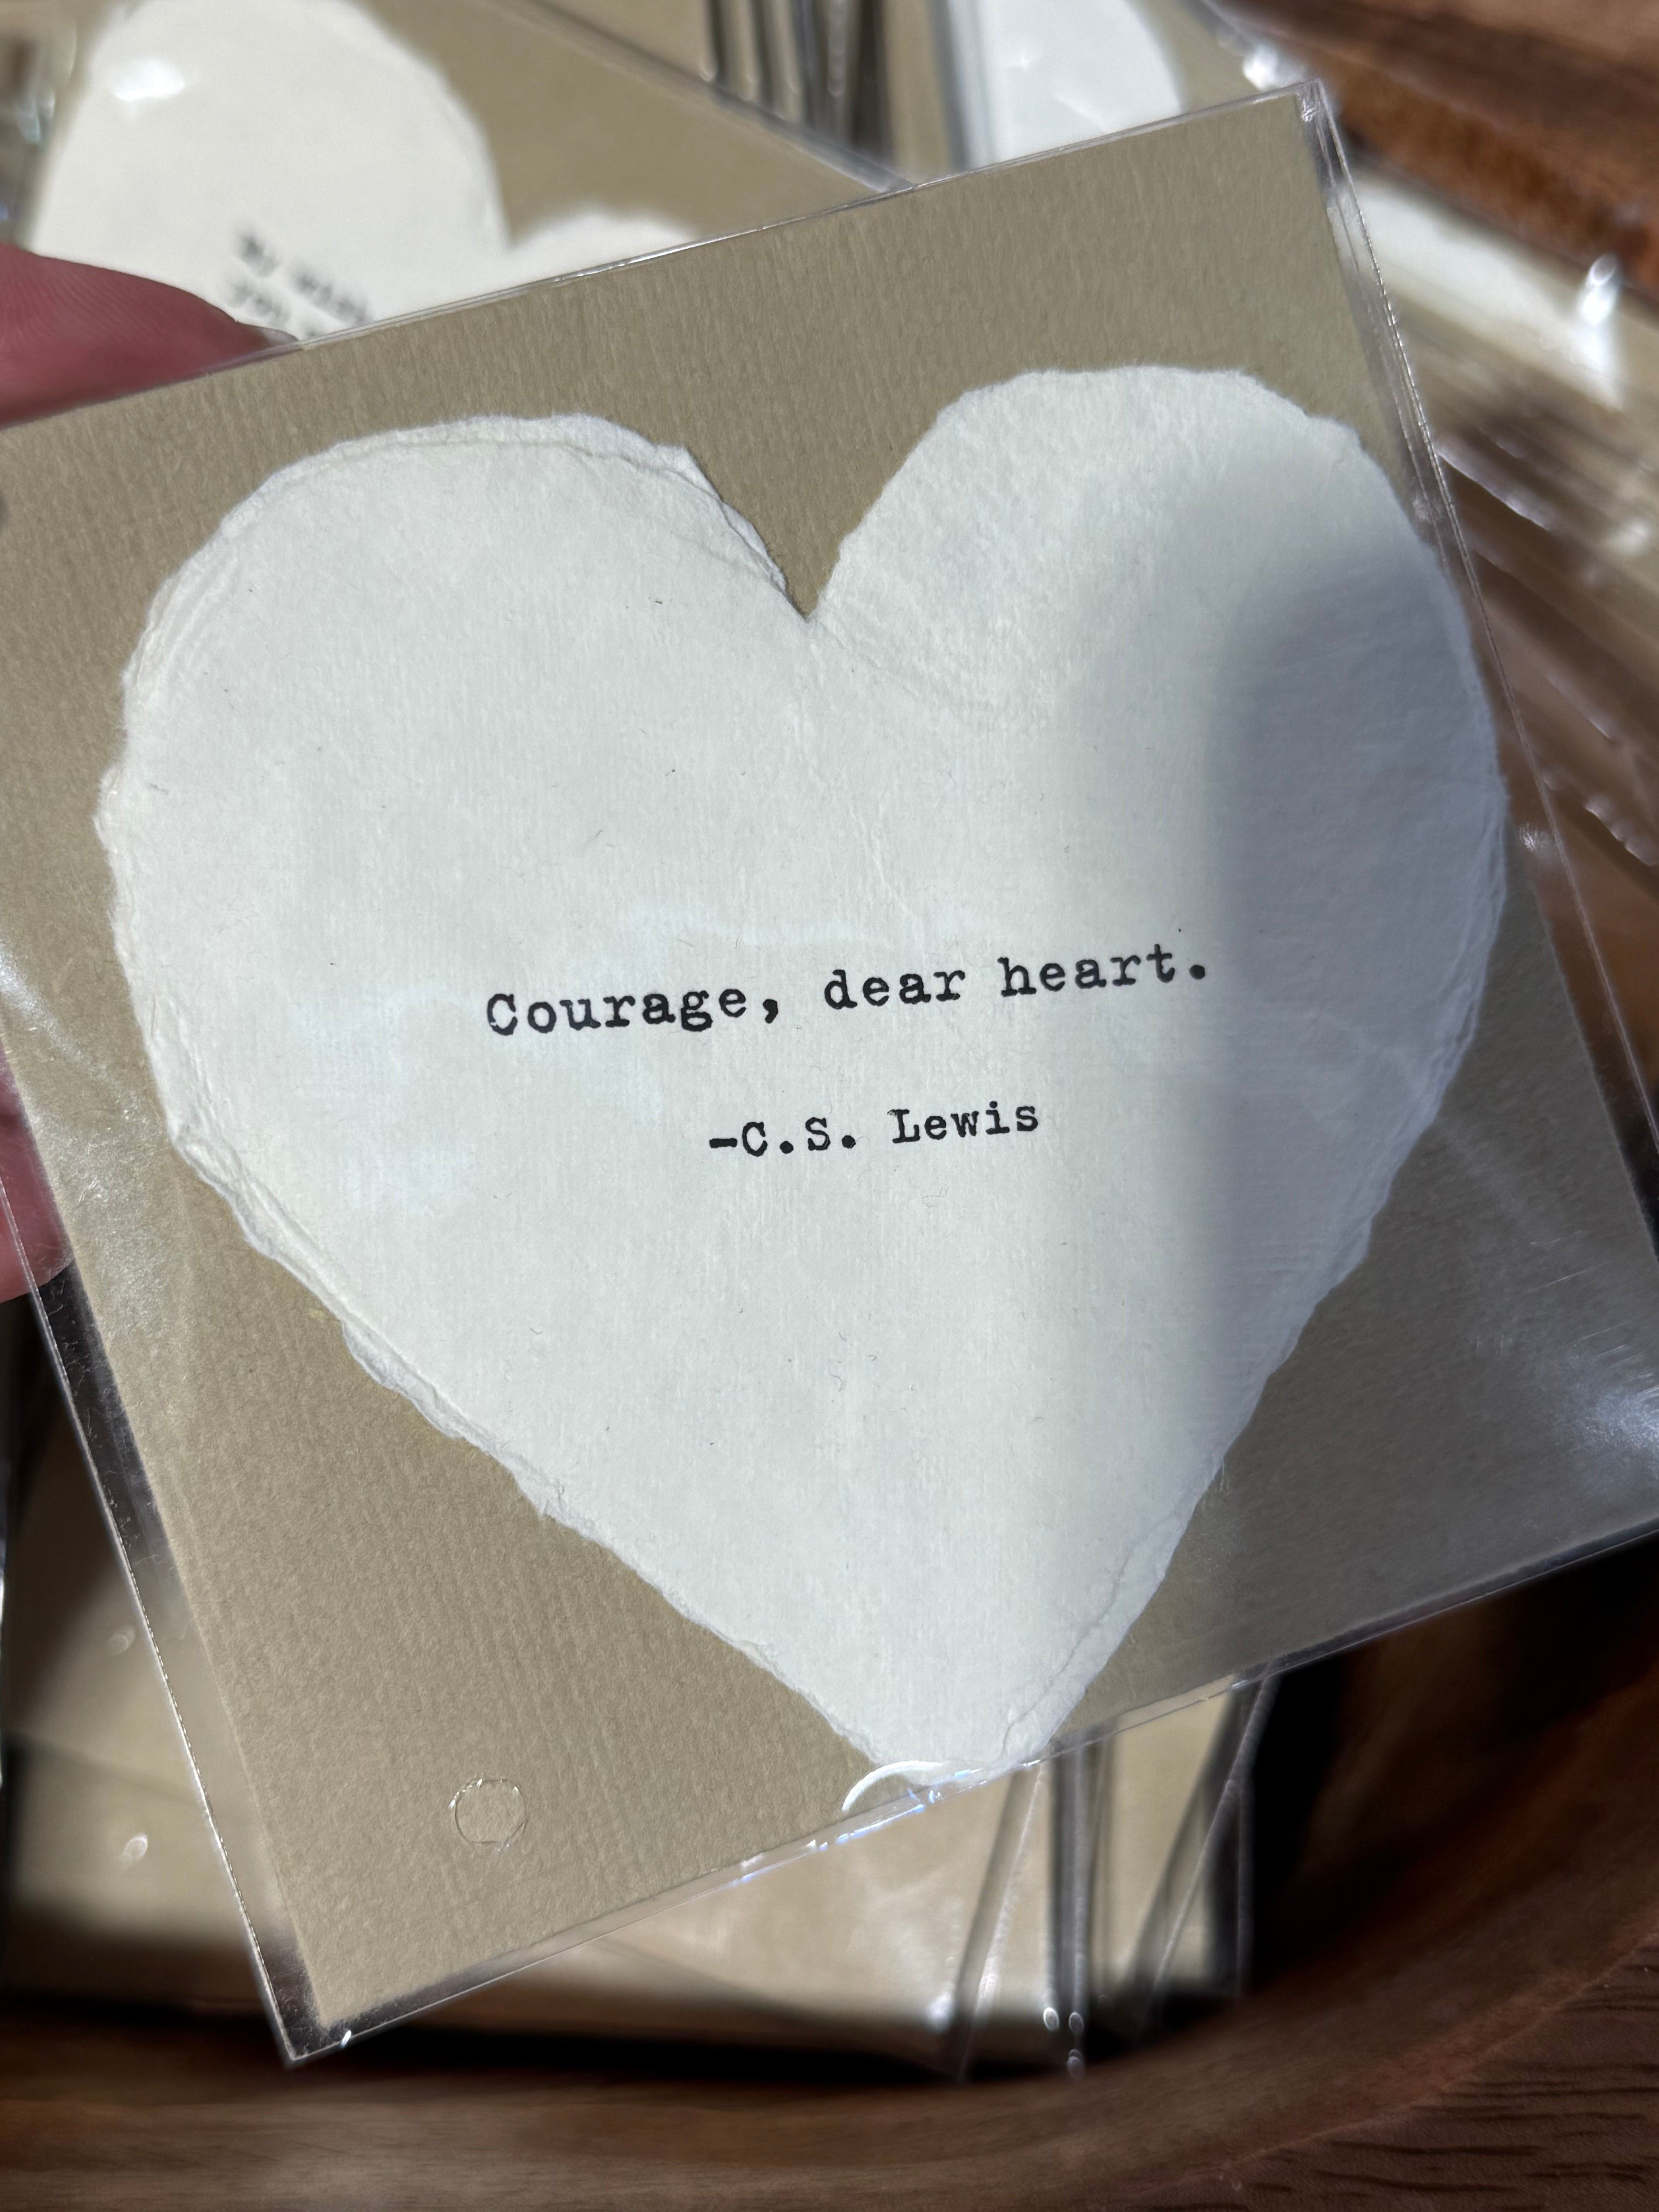 Courage, dear heart.
-C.S. Lewis